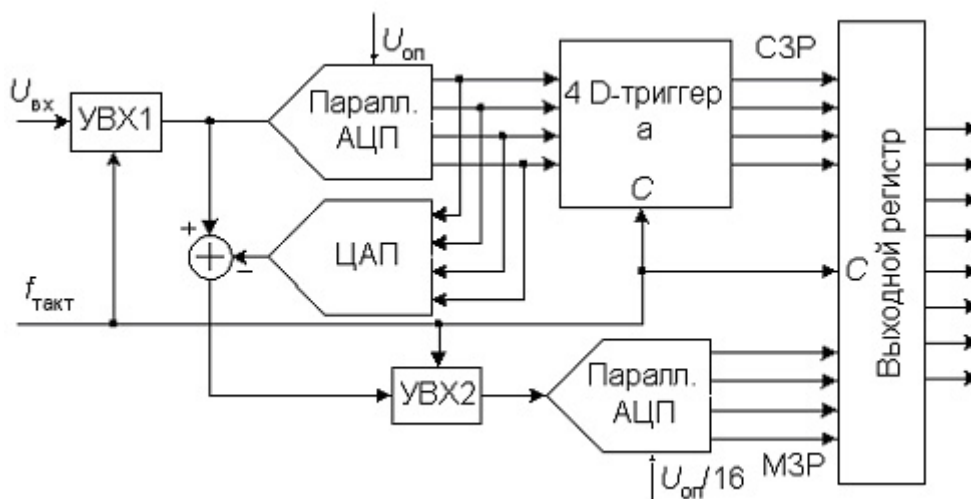 Uоп
СЗР
Uвх
УВХ1
Паралл.
АЦП
4 D-триггер
а
C
ЦАП
fтакт
C
Выходной регистр
УВХ2
Паралл.
АЦП
МЗР
Uоп/16